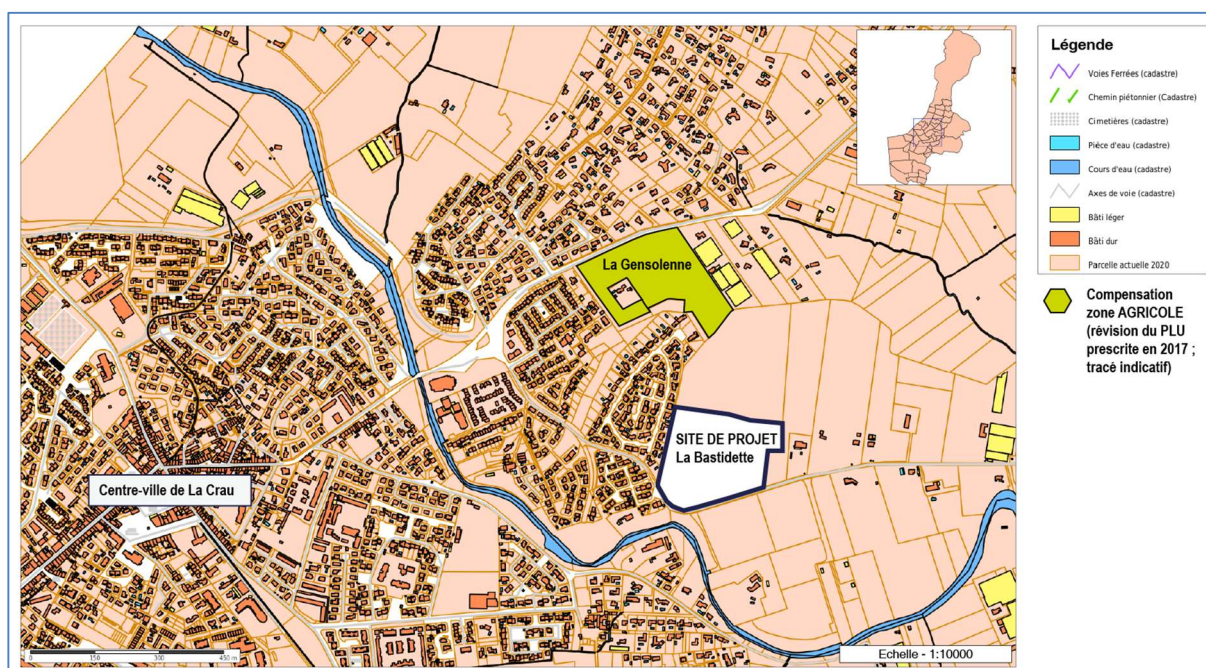 La Gensolenne
SITE DE PROJET
La Bastidette
Centre-ville de La Crau
0 150 450 m
Echelle - 1:10000
Légende
Voies Ferrées (cadastre)
Chemin piétonnier (Cadastre)
Cimetières (cadastre)
Pièce d'eau (cadastre)
Cours d'eau (cadastre)
Axes de voie (cadastre)
Bâti léger
Bâti dur
Parcelle actuelle 2020
Compensation
zone AGRICOLE
(révision du PLU
prescrite en 2017 ;
tracé indicatif)